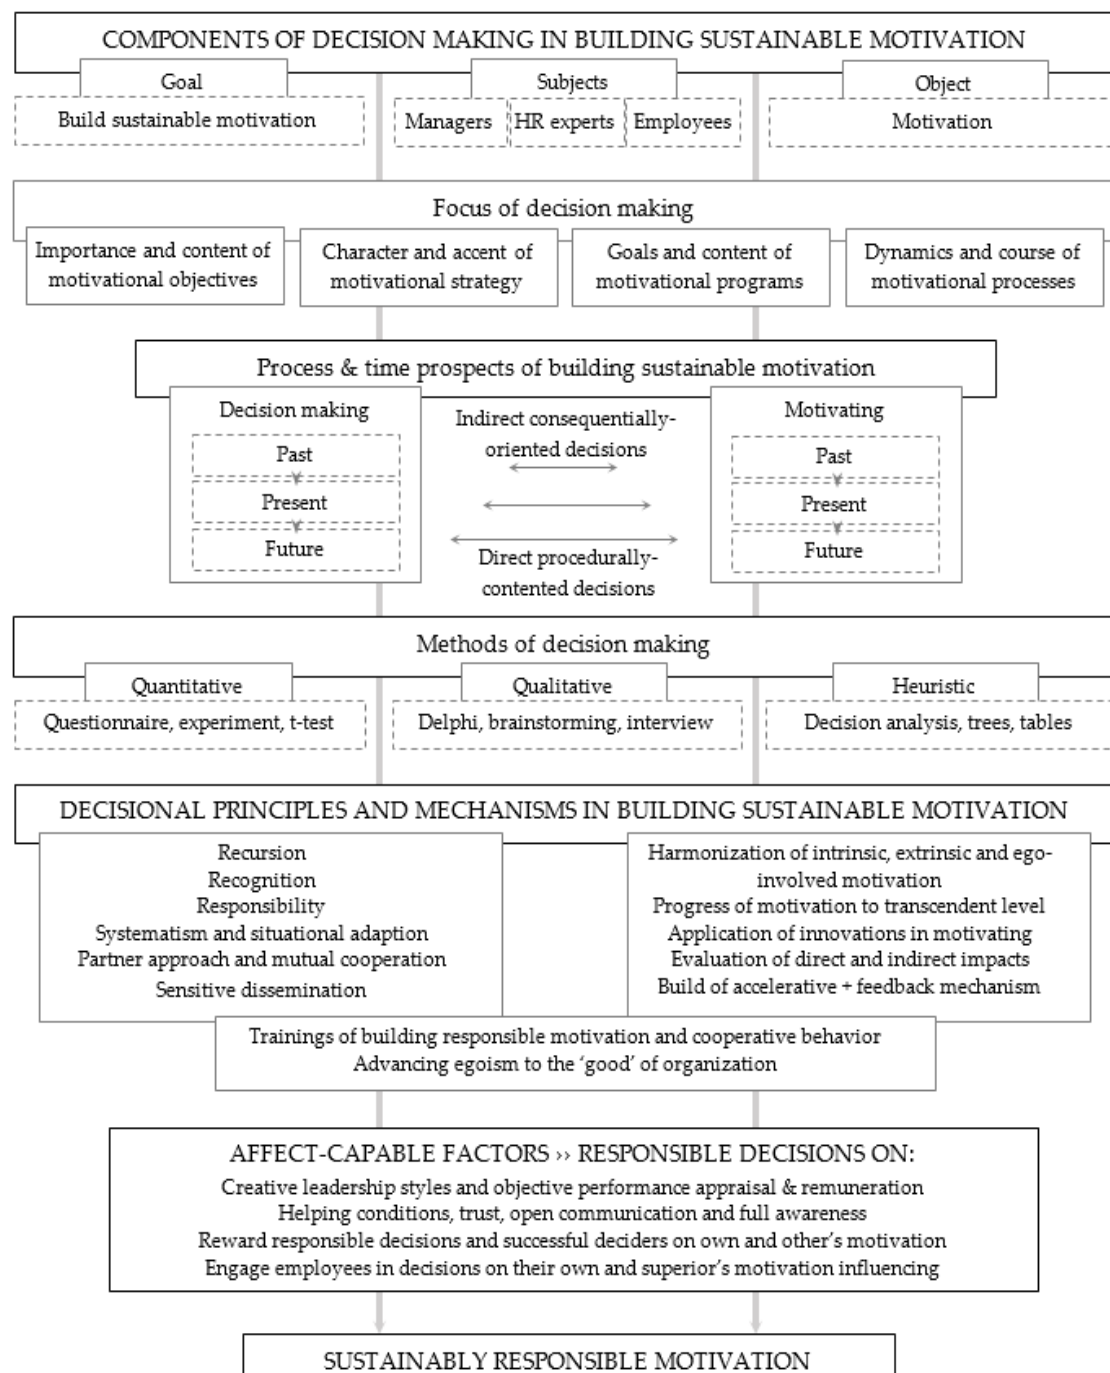 COMPONENTS OF DECISION MAKING IN BUILDING SUSTAINABLE MOTIVATION
Goal
Build sustainable motivation
Subjects
Managers
HR experts
Employees
Object
Motivation
Focus of decision making
Importance and content of
motivational objectives
Character and accent of
motivational strategy
Goals and content of
motivational programs
Dynamics and course of
motivational processes
Process & time prospects of building sustainable motivation
Decision making
Past
Present
Future
Indirect consequentially-
oriented decisions
Direct procedurally-
contented decisions
Motivating
Past
Present
Future
Methods of decision making
Quantitative
Questionnaire, experiment, t-test
Qualitative
Delphi, brainstorming, interview
Heuristic
Decision analysis, trees, tables
DECISIONAL PRINCIPLES AND MECHANISMS IN BUILDING SUSTAINABLE MOTIVATION
Recursion
Recognition
Responsibility
Systematism and situational adaption
Partner approach and mutual cooperation
Sensitive dissemination
Harmonization of intrinsic, extrinsic and ego-
involved motivation
Progress of motivation to transcendent level
Application of innovations in motivating
Evaluation of direct and indirect impacts
Build of accelerative + feedback mechanism
Trainings of building responsible motivation and cooperative behavior
Advancing egoism to the ‘good’ of organization
AFFECT-CAPABLE FACTORS ›› RESPONSIBLE DECISIONS ON:
Creative leadership styles and objective performance appraisal & remuneration
Helping conditions, trust, open communication and full awareness
Reward responsible decisions and successful deciders on own and other’s motivation
Engage employees in decisions on their own and superior’s motivation influencing
SUSTAINABLY RESPONSIBLE MOTIVATION